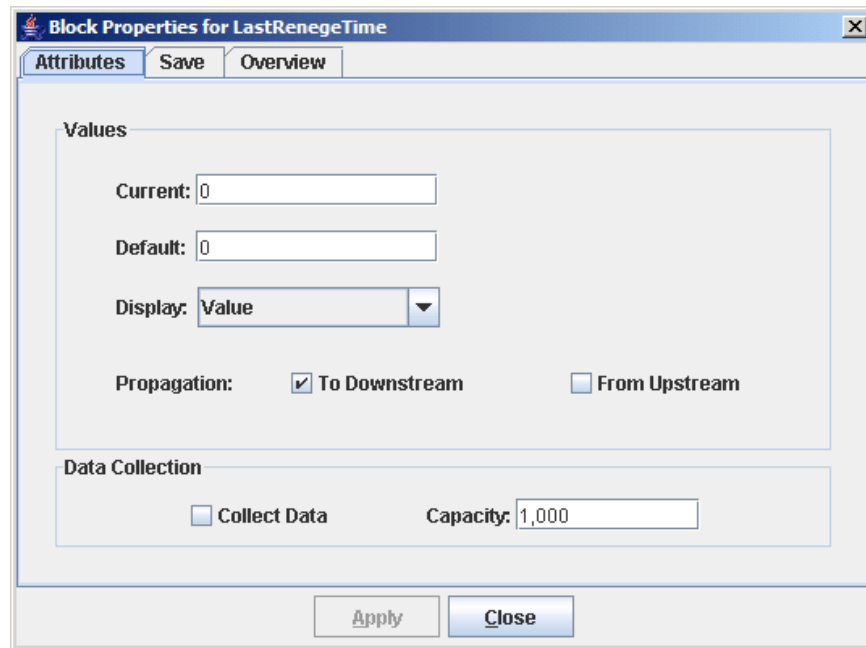 Block Properties for LastRenegeTime
Attributes Save Overview
Values
Current: 0
Default: 0
Display: Value
Propagation: To Downstream From Upstream
Data Collection
Collect Data Capacity: 1,000
Apply Close